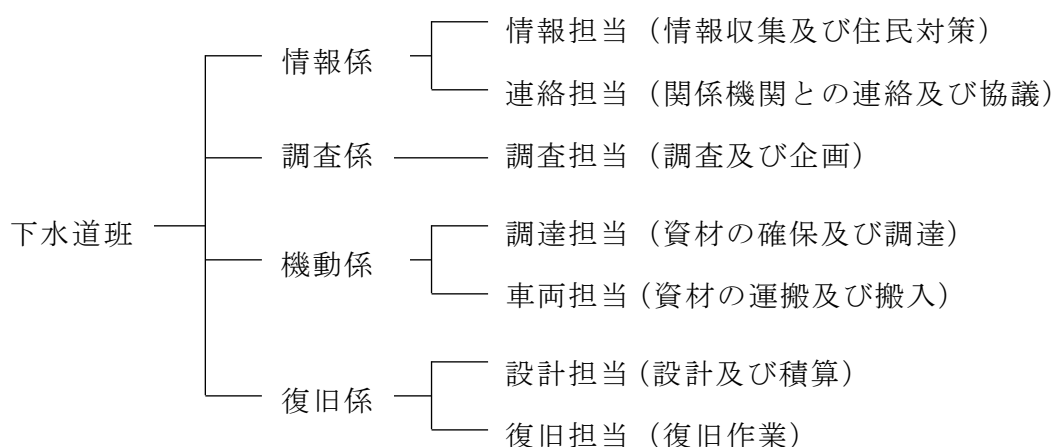 情報担当（情報収集及び住民対策）
情報係
連絡担当（関係機関との連絡及び協議）
調査係
調査担当（調査及び企画）
下水道班
調達担当（資材の確保及び調達）
機動係
車両担当（資材の運搬及び搬入）
設計担当（設計及び積算）
復旧係
復旧担当（復旧作業）